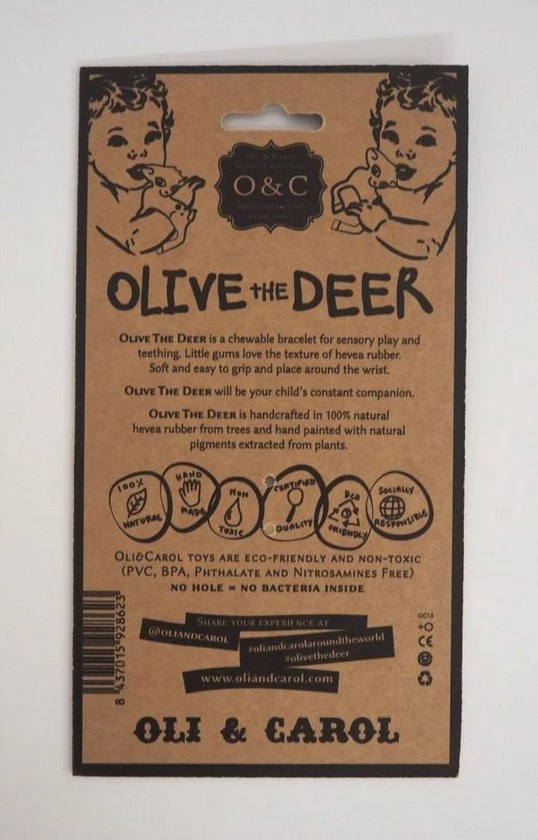 O & C
OLIVE THE DEER
OLIVE THE DEER is a chewable bracelet for sensory play and
teething. Little gums love the texture of hevea rubber.
Soft and easy to grip and place around the wrist.
OLIVE THE DEER will be your child's constant companion.
OLIVE THE DEER is handcrafted in 100% natural
hevea rubber from trees and hand painted with natural
pigments extracted from plants.
100%
NATURAL
HAND
MADE
NON
TOXIC
CERTIFIED
QUALITY
ECO
FRIENDLY
SOCIALLY
RESPONSIBLE
OLI&CAROL TOYS ARE ECO-FRIENDLY AND NON-TOXIC
(PVC, BPA, PHTHALATE AND NITROSAMINES FREE)
NO HOLE = NO BACTERIA INSIDE
SHARE YOUR EXPERIENCE AT
@OLIANDCAROL
#oliandcarolaroundtheworld
#olivethedeer
www.oliandcarol.com
8 437015 928623
OC13
+0
CE
OLI & CAROL